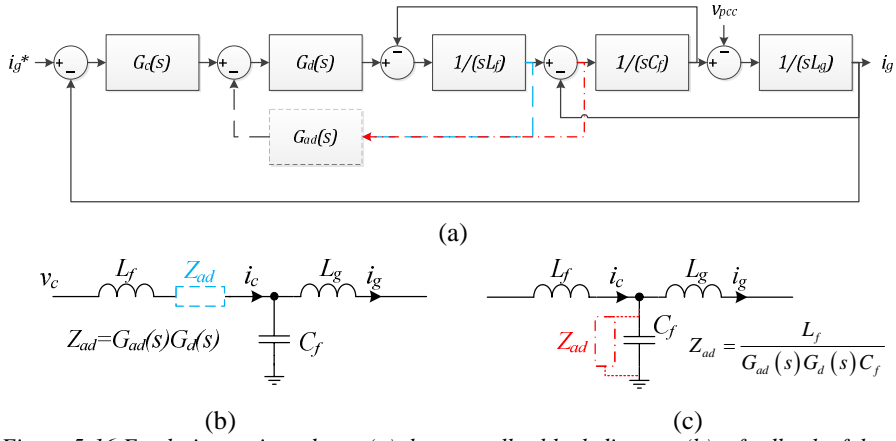 v_pcc
i_g* + - G_c(s) + - G_d(s) + - 1/(sL_f) + - 1/(sC_f) + - 1/(sL_g) i_g
G_ad(s)
(a)
v_c L_f Z_ad i_c L_g i_g
Z_ad=G_ad(s)G_d(s) C_f
(b)
L_f i_c L_g i_g
Z_ad C_f Z_ad = L_f / (G_ad(s)G_d(s)C_f)
(c)